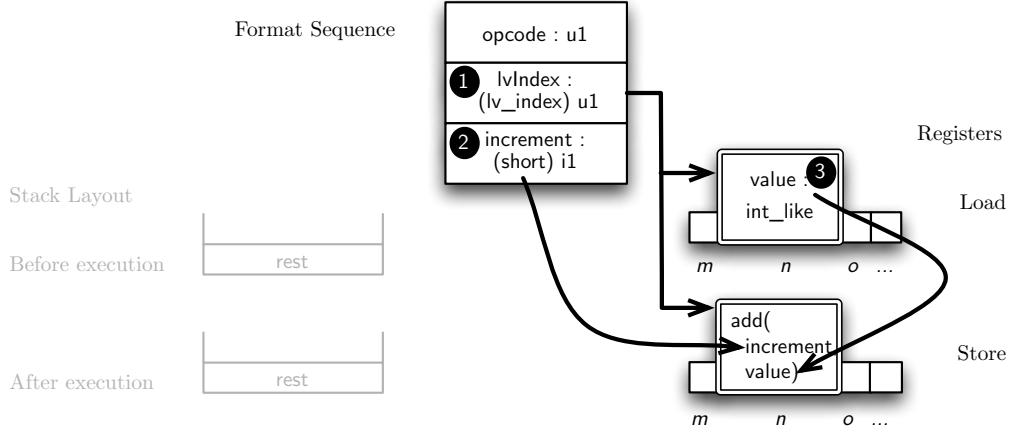 Format Sequence
opcode : u1
1 lvIndex :
(lv_index) u1
2 increment :
(short) i1
Registers
value : 3
int_like
Load
m n o ...
Stack Layout
Before execution
rest
add(
increment
value)
Store
After execution
rest
m n o ...